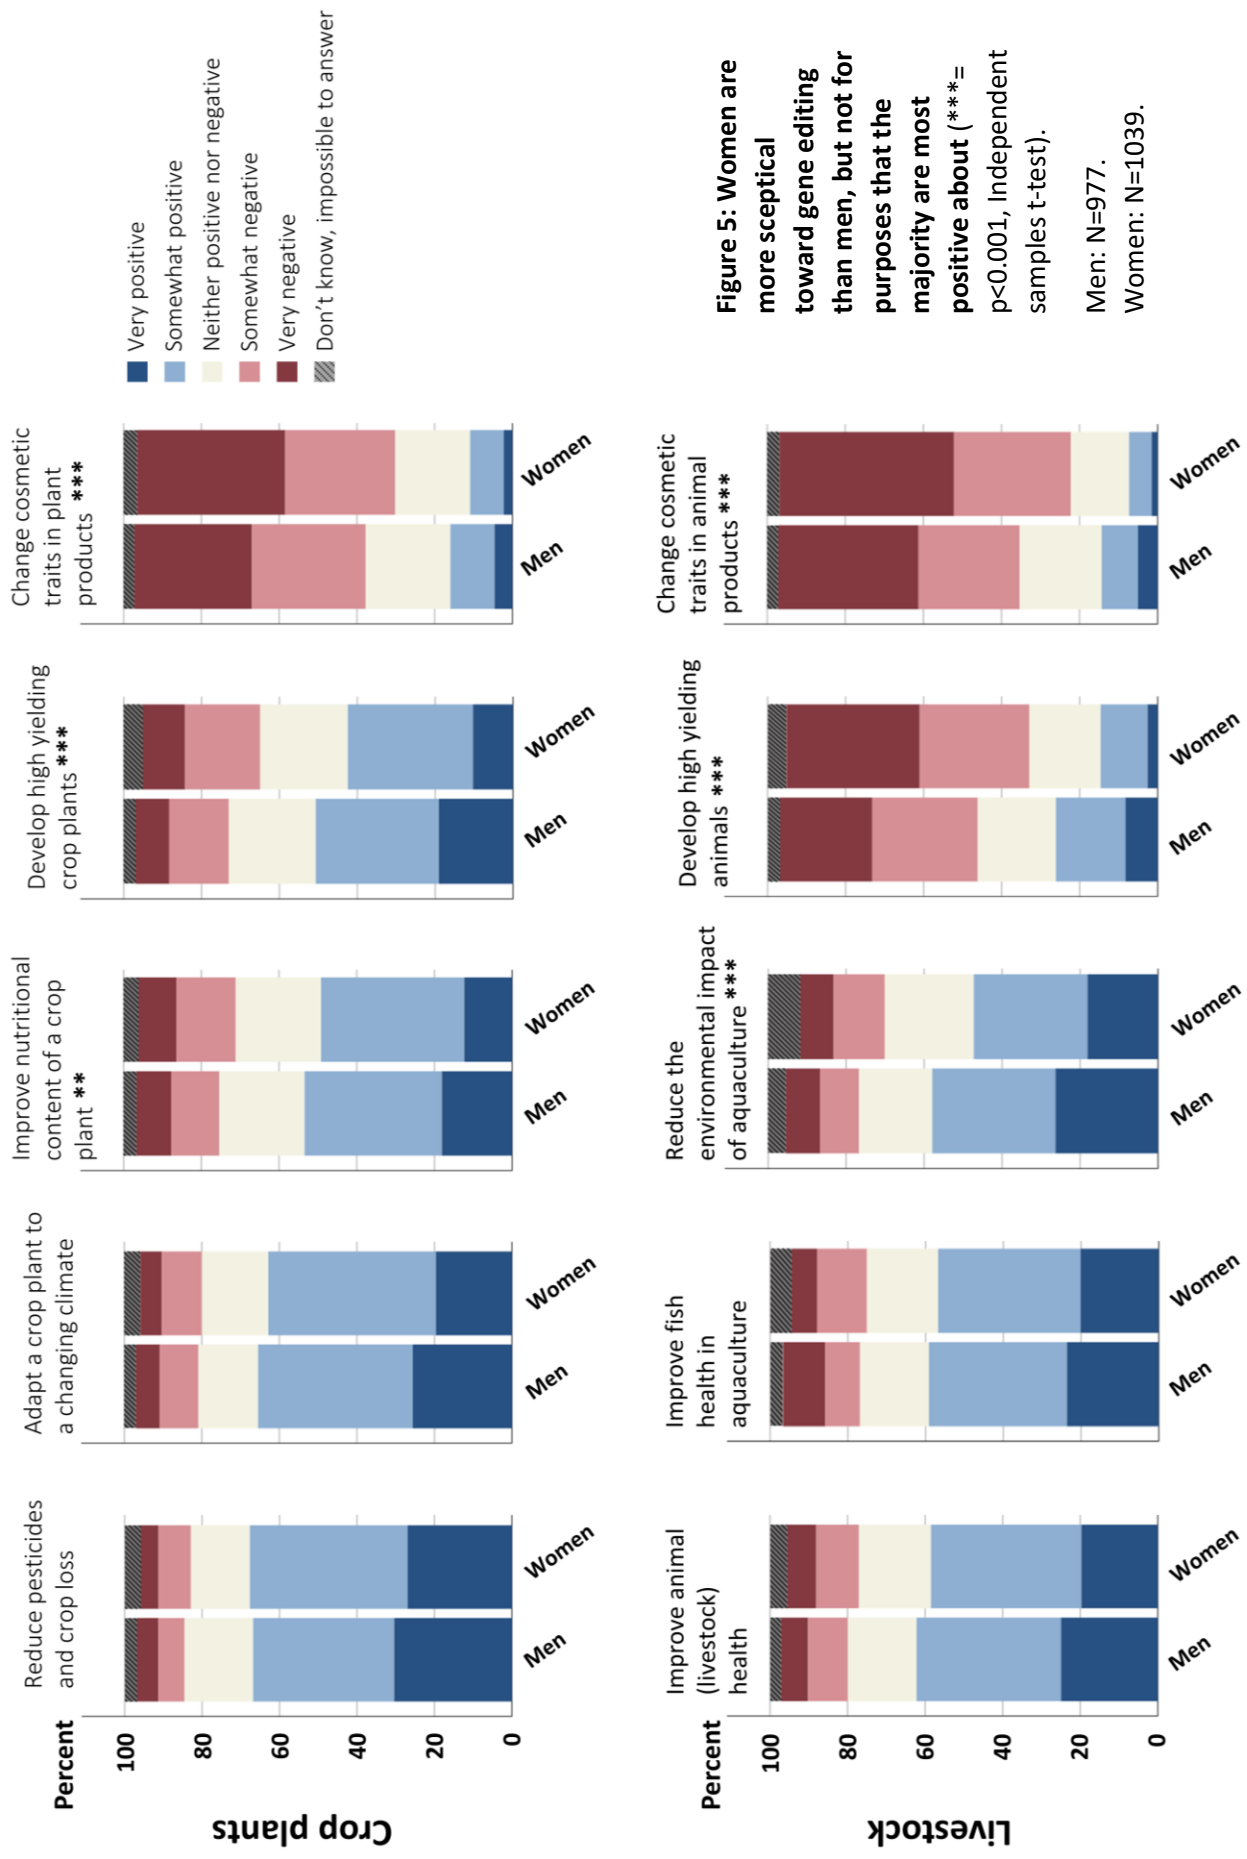 Crop plants
Percent
100
80
60
40
20
0
Reduce pesticides
and crop loss
Men
Women
Adapt a crop plant to
a changing climate
Men
Women
Improve nutritional
content of a crop
plant **
Men
Women
Develop high yielding
crop plants ***
Men
Women
Change cosmetic
traits in plant
products ***
Men
Women
Very positive
Somewhat positive
Neither positive nor negative
Somewhat negative
Very negative
Don't know, impossible to answer
Livestock
Percent
100
80
60
40
20
0
Improve animal
(livestock)
health
Men
Women
Improve fish
health in
aquaculture
Men
Women
Reduce the
environmental impact
of aquaculture ***
Men
Women
Develop high yielding
animals ***
Men
Women
Change cosmetic
traits in animal
products ***
Men
Women
Figure 5: Women are
more sceptical
toward gene editing
than men, but not for
purposes that the
majority are most
positive about (***=
p<0.001, Independent
samples t-test).
Men: N=977.
Women: N=1039.